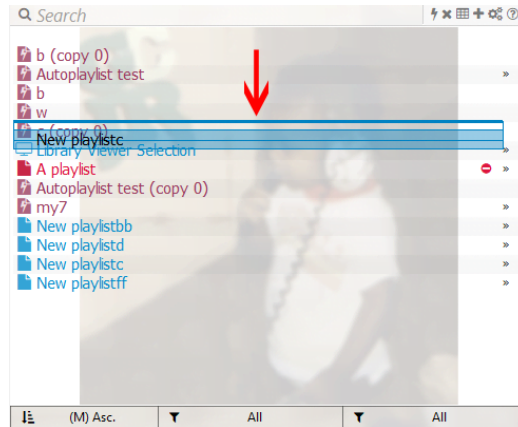 Search
b (copy 0)
Autoplaylist test »
b
w
c (copy 0)
New playlistc
Library Viewer Selection »
A playlist »
Autoplaylist test (copy 0)
my7 »
New playlistbb »
New playlistd »
New playlistc »
New playlistff »
(M) Asc. All All